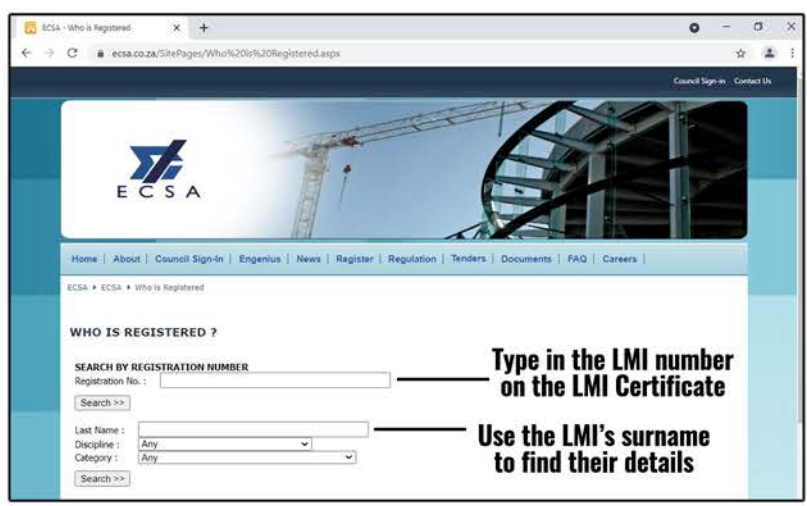 ECSA - Who is Registered
ecsa.co.za/SitePages/Who%20is%20Registered.aspx
Council Sign-in Contact Us
ECSA
Home | About | Council Sign-In | Engenius | News | Register | Regulation | Tenders | Documents | FAQ | Careers |
ECSA ▸ ECSA ▸ Who is Registered
WHO IS REGISTERED ?
SEARCH BY REGISTRATION NUMBER
Registration No. :
Search >>
Type in the LMI number
on the LMI Certificate
Last Name :
Discipline : Any
Category : Any
Search >>
Use the LMI's surname
to find their details